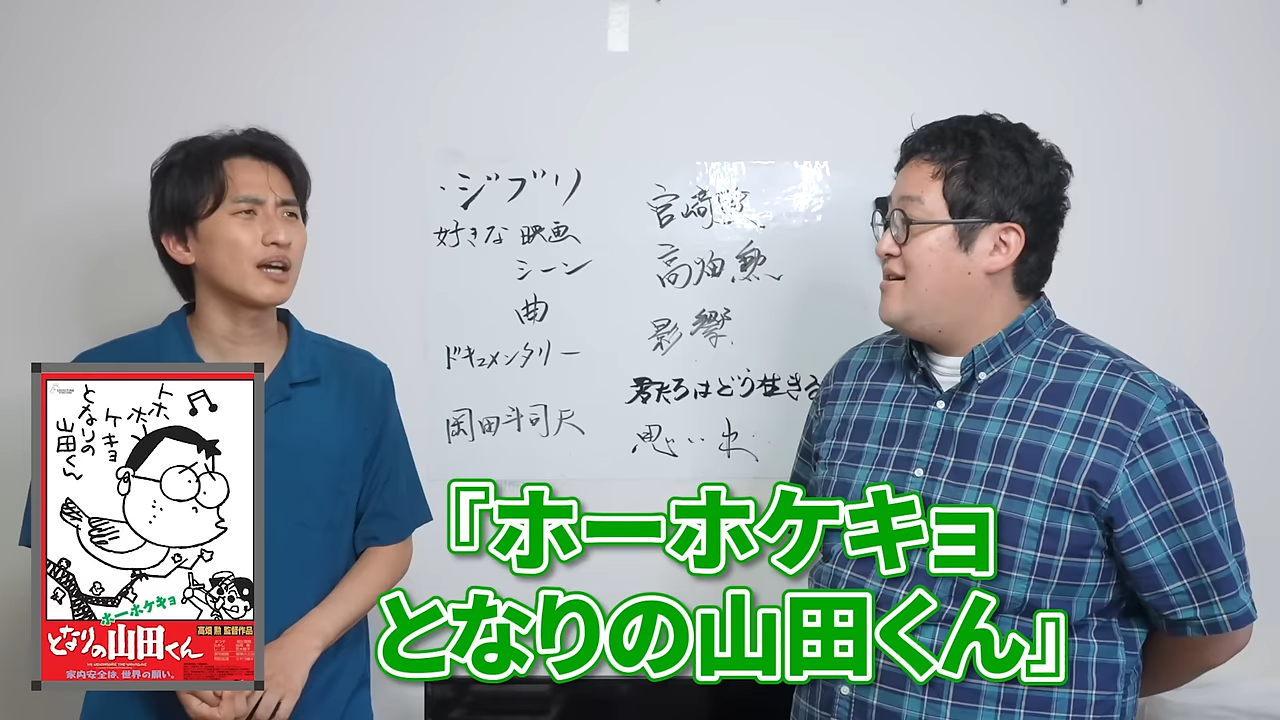 ・ジブリ
好きな映画
シーン
曲
ドキュメンタリー
岡田斗司夫
宮崎駿
高畑勲
影響
君たちはどう生きる
思い出
トホホ
ホー
ケキョ
となりの
山田くん
ホーホケキョ
となりの山田くん
高畑 勲 監督作品
家内安全は、世界の願い。
『ホーホケキョ
となりの山田くん』